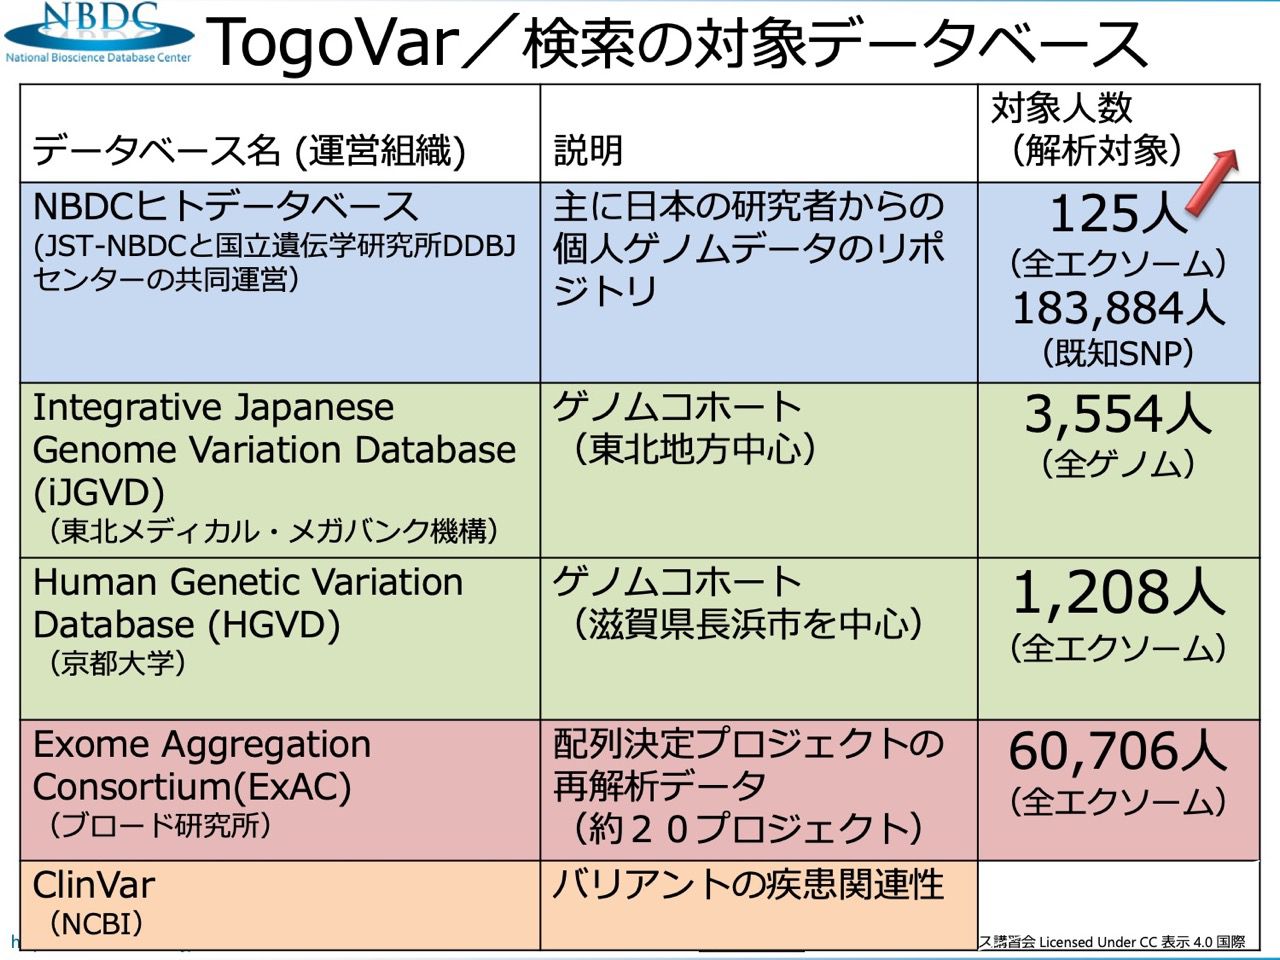 NBDC
National Bioscience Database Center
TogoVar／検索の対象データベース
データベース名 (運営組織)
説明
対象人数
（解析対象）
NBDCヒトデータベース
(JST-NBDCと国立遺伝学研究所DDBJ
センターの共同運営）
主に日本の研究者からの
個人ゲノムデータのリポ
ジトリ
125人
（全エクソーム）
183,884人
（既知SNP）
Integrative Japanese
Genome Variation Database
(iJGVD)
（東北メディカル・メガバンク機構）
ゲノムコホート
（東北地方中心）
3,554人
（全ゲノム）
Human Genetic Variation
Database (HGVD)
（京都大学）
ゲノムコホート
（滋賀県長浜市を中心）
1,208人
（全エクソーム）
Exome Aggregation
Consortium(ExAC)
（ブロード研究所）
配列決定プロジェクトの
再解析データ
（約２０プロジェクト）
60,706人
（全エクソーム）
ClinVar
（NCBI）
バリアントの疾患関連性
ス講習会 Licensed Under CC 表示 4.0 国際